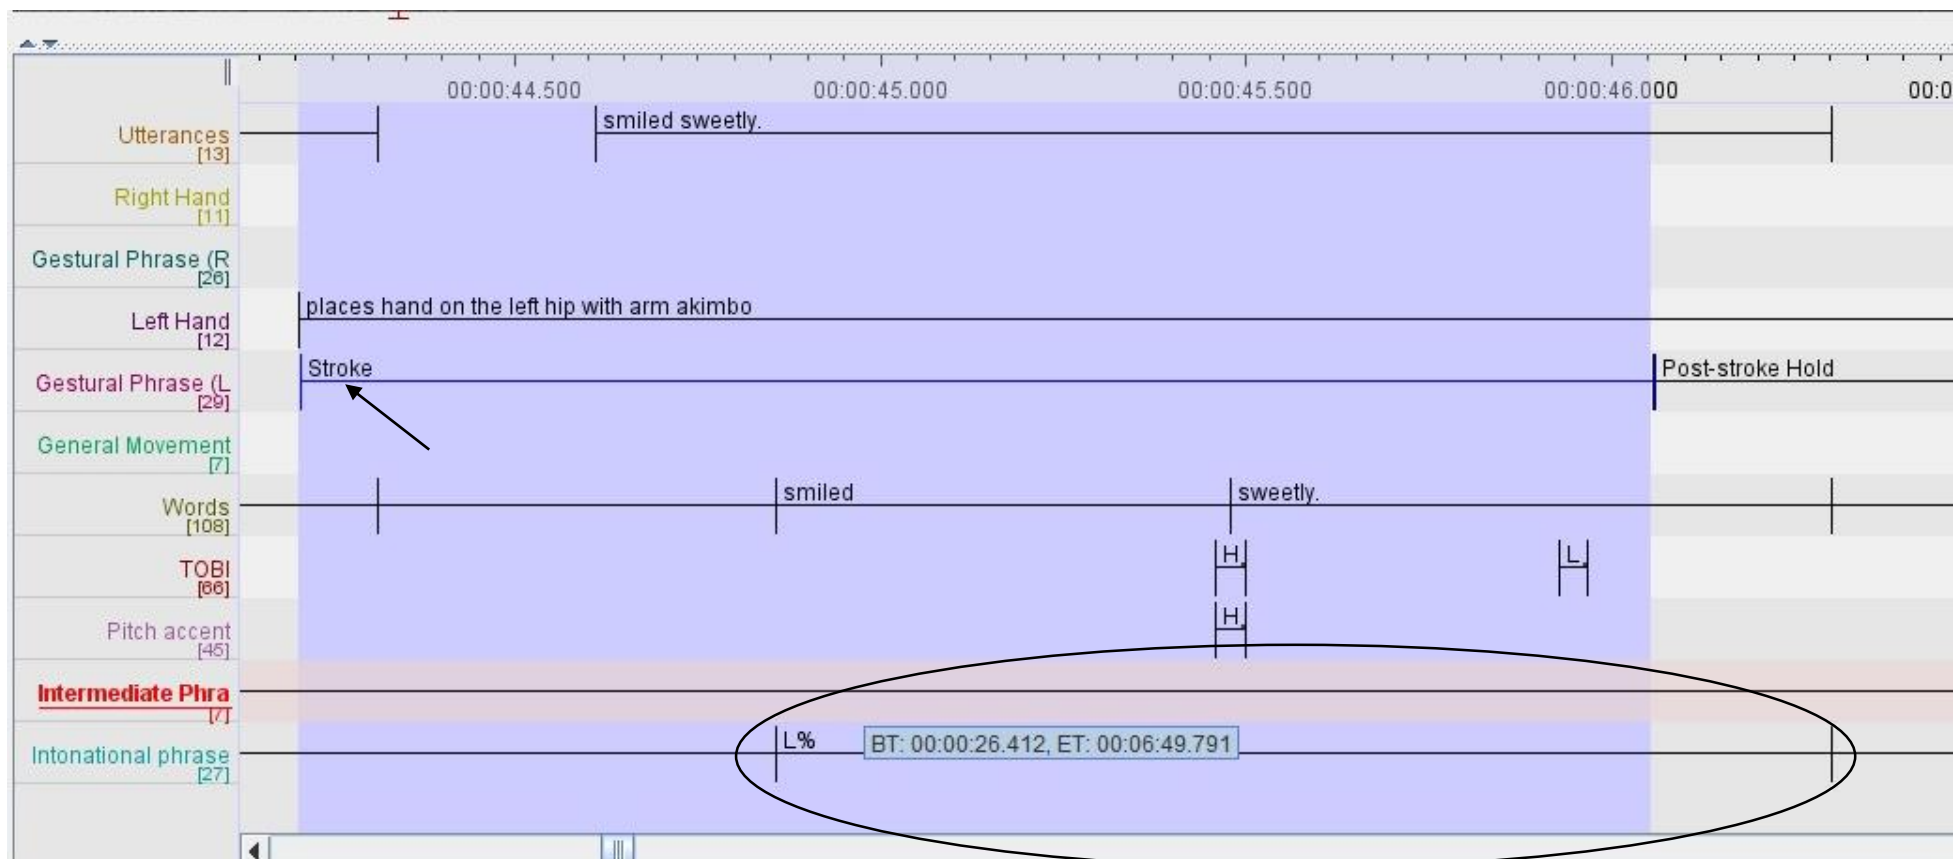 00:00:44.500 00:00:45.000 00:00:45.500 00:00:46.000 00:0
Utterances smiled sweetly.
[13]
Right Hand
[11]
Gestural Phrase (R
[26]
Left Hand places hand on the left hip with arm akimbo
[12]
Gestural Phrase (L Stroke Post-stroke Hold
[29]
General Movement
[7]
Words smiled sweetly.
[108]
TOBI H. L.
[66]
Pitch accent H.
[45]
Intermediate Phra
[7]
Intonational phrase L% BT: 00:00:26.412, ET: 00:06:49.791
[27]